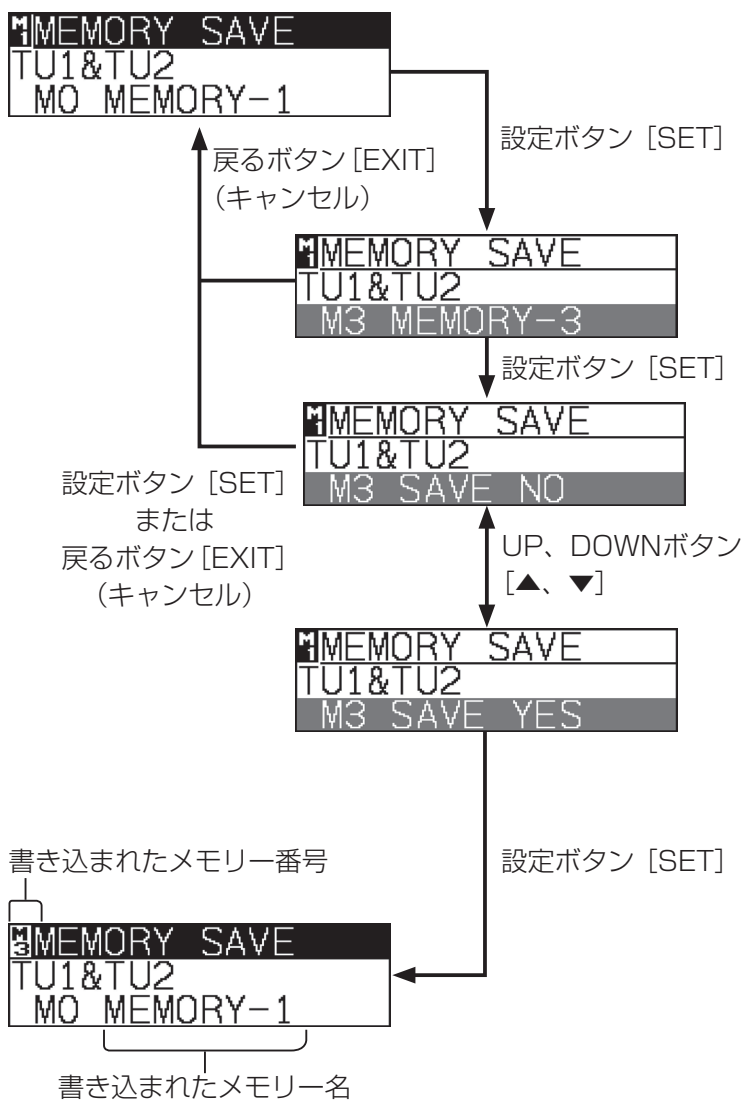 M1 MEMORY SAVE
TU1&TU2
M0 MEMORY-1
設定ボタン [SET]
戻るボタン [EXIT]
（キャンセル）
M1 MEMORY SAVE
TU1&TU2
M3 MEMORY-3
設定ボタン [SET]
M1 MEMORY SAVE
TU1&TU2
M3 SAVE NO
設定ボタン [SET]
または
戻るボタン [EXIT]
（キャンセル）
UP、DOWNボタン
[▲、▼]
M1 MEMORY SAVE
TU1&TU2
M3 SAVE YES
書き込まれたメモリー番号
設定ボタン [SET]
M3 MEMORY SAVE
TU1&TU2
M0 MEMORY-1
書き込まれたメモリー名